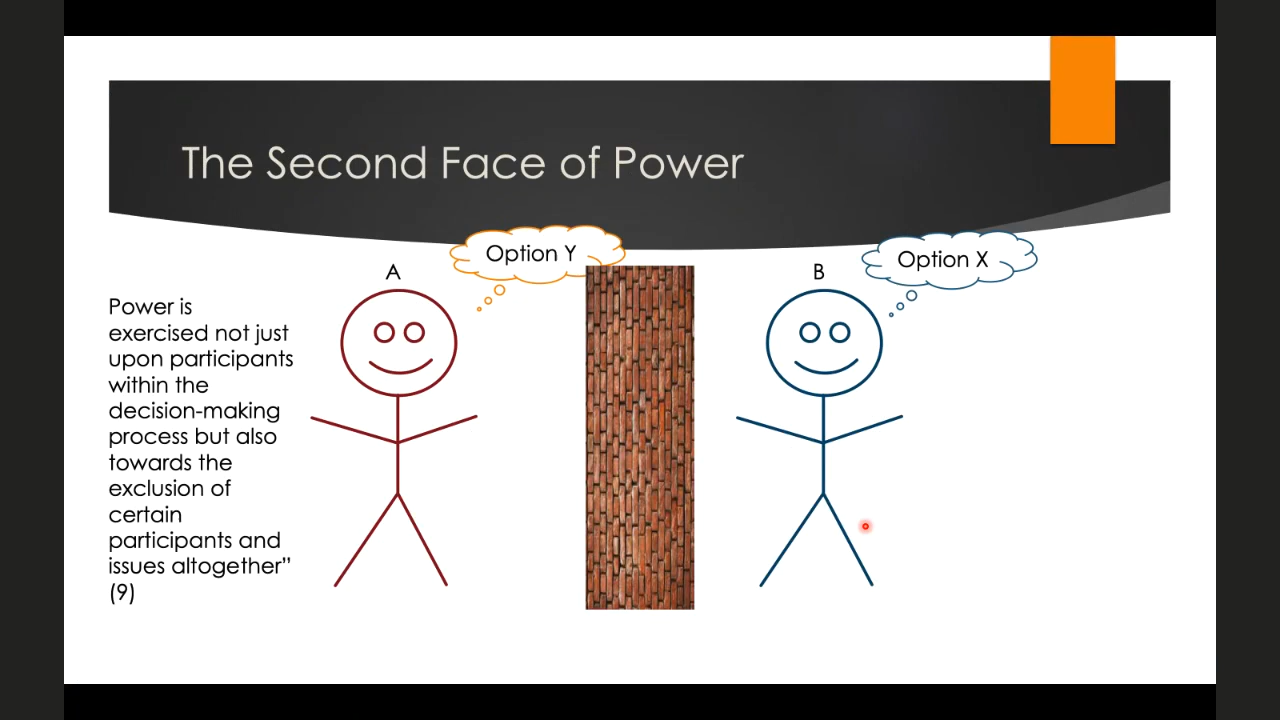 The Second Face of Power
Option Y
Option X
A
B
Power is
exercised not just
upon participants
within the
decision-making
process but also
towards the
exclusion of
certain
participants and
issues altogether”
(9)